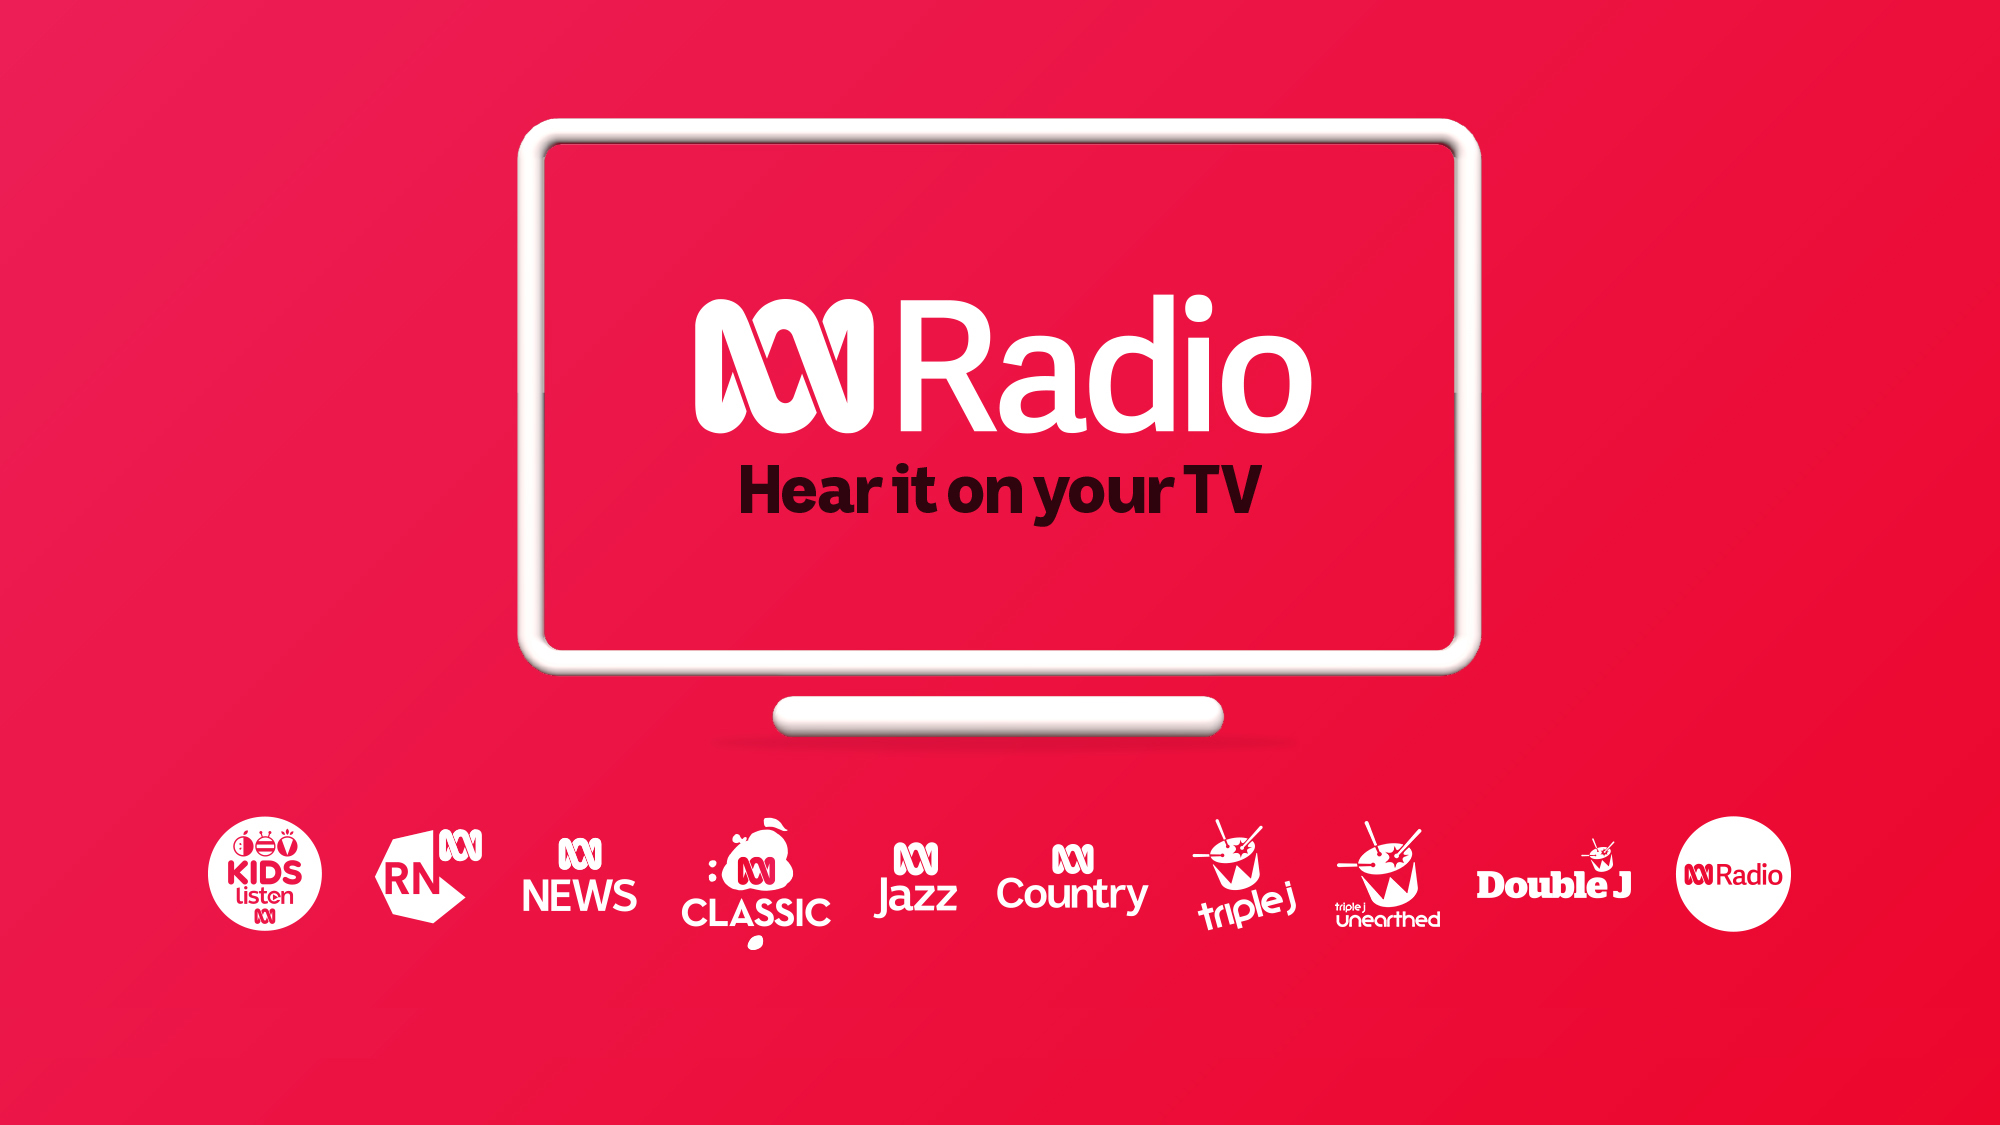 Radio
Hear it on your TV
KIDS
listen
RN
NEWS
CLASSIC
Jazz
Country
triple j
triple j
unearthed
Double J
Radio